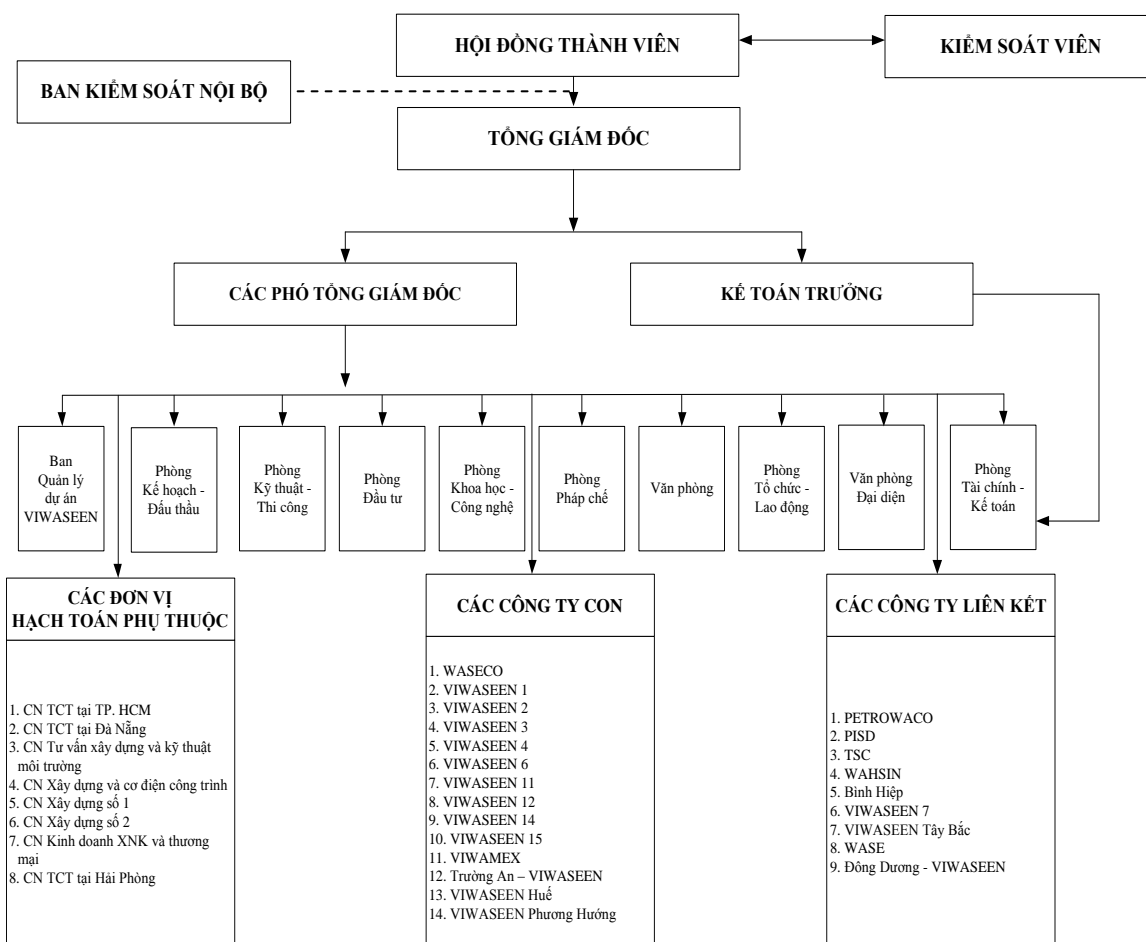 HỘI ĐỒNG THÀNH VIÊN
KIỂM SOÁT VIÊN
BAN KIỂM SOÁT NỘI BỘ
TỔNG GIÁM ĐỐC
CÁC PHÓ TỔNG GIÁM ĐỐC
KẾ TOÁN TRƯỞNG
Ban
Quản lý
dự án
VIWASEEN
Phòng
Kế hoạch -
Đấu thầu
Phòng
Kỹ thuật -
Thi công
Phòng
Đầu tư
Phòng
Khoa học -
Công nghệ
Phòng
Pháp chế
Văn phòng
Phòng
Tổ chức -
Lao động
Văn phòng
Đại diện
Phòng
Tài chính -
Kế toán
CÁC ĐƠN VỊ
HẠCH TOÁN PHỤ THUỘC
1. CN TCT tại TP. HCM
2. CN TCT tại Đà Nẵng
3. CN Tư vấn xây dựng và kỹ thuật
môi trường
4. CN Xây dựng và cơ điện công trình
5. CN Xây dựng số 1
6. CN Xây dựng số 2
7. CN Kinh doanh XNK và thương
mại
8. CN TCT tại Hải Phòng
CÁC CÔNG TY CON
1. WASECO
2. VIWASEEN 1
3. VIWASEEN 2
4. VIWASEEN 3
5. VIWASEEN 4
6. VIWASEEN 6
7. VIWASEEN 11
8. VIWASEEN 12
9. VIWASEEN 14
10. VIWASEEN 15
11. VIWAMEX
12. Trường An – VIWASEEN
13. VIWASEEN Huế
14. VIWASEEN Phương Hướng
CÁC CÔNG TY LIÊN KẾT
1. PETROWACO
2. PISD
3. TSC
4. WAHSIN
5. Bình Hiệp
6. VIWASEEN 7
7. VIWASEEN Tây Bắc
8. WASE
9. Đông Dương - VIWASEEN